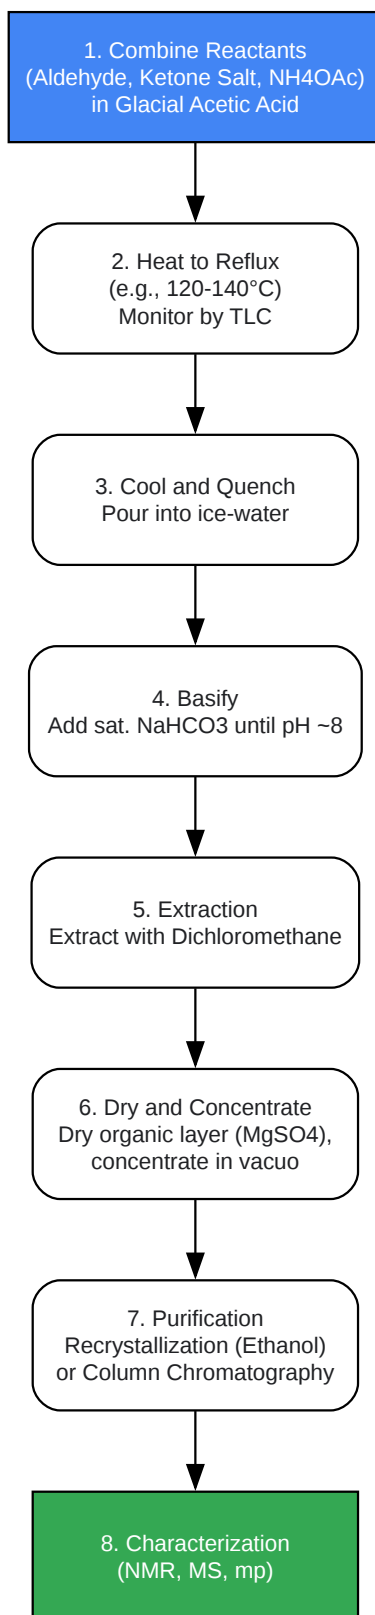 1. Combine Reactants
(Aldehyde, Ketone Salt, NH4OAc)
in Glacial Acetic Acid
2. Heat to Reflux
(e.g., 120-140°C)
Monitor by TLC
3. Cool and Quench
Pour into ice-water
4. Basify
Add sat. NaHCO3 until pH ~8
5. Extraction
Extract with Dichloromethane
6. Dry and Concentrate
Dry organic layer (MgSO4),
concentrate in vacuo
7. Purification
Recrystallization (Ethanol)
or Column Chromatography
8. Characterization
(NMR, MS, mp)